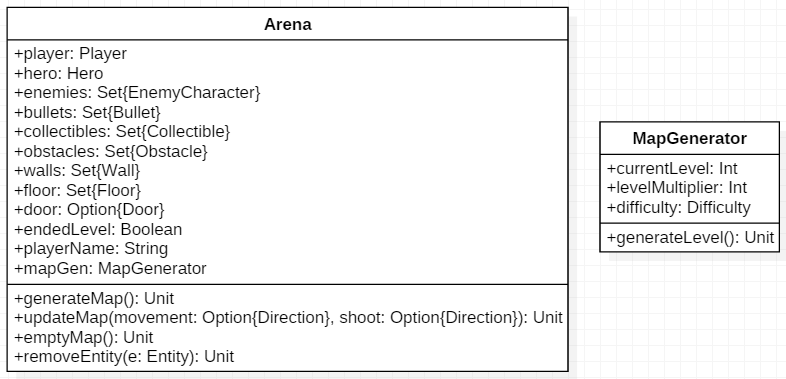 Arena
+player: Player
+hero: Hero
+enemies: Set{EnemyCharacter}
+bullets: Set{Bullet}
+collectibles: Set{Collectible}
+obstacles: Set{Obstacle}
+walls: Set{Wall}
+floor: Set{Floor}
+door: Option{Door}
+endedLevel: Boolean
+playerName: String
+mapGen: MapGenerator
+generateMap(): Unit
+updateMap(movement: Option{Direction}, shoot: Option{Direction}): Unit
+emptyMap(): Unit
+removeEntity(e: Entity): Unit
MapGenerator
+currentLevel: Int
+levelMultiplier: Int
+difficulty: Difficulty
+generateLevel(): Unit